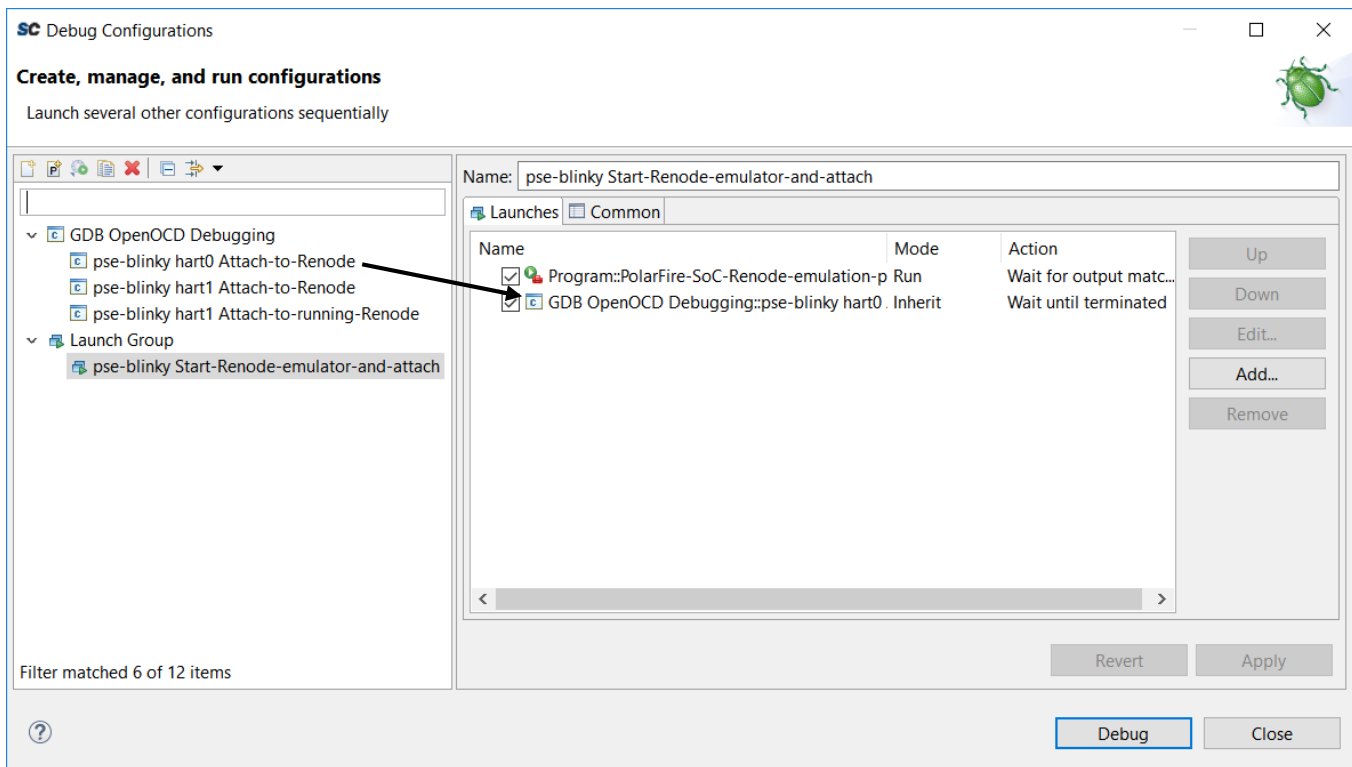 SC Debug Configurations
Create, manage, and run configurations
Launch several other configurations sequentially
Name: pse-blinky Start-Renode-emulator-and-attach
Launches Common
GDB OpenOCD Debugging
pse-blinky hart0 Attach-to-Renode
pse-blinky hart1 Attach-to-Renode
pse-blinky hart1 Attach-to-running-Renode
Launch Group
pse-blinky Start-Renode-emulator-and-attach
Filter matched 6 of 12 items
Name Mode Action
Program::PolarFire-SoC-Renode-emulation-p Run Wait for output matc...
GDB OpenOCD Debugging::pse-blinky hart0 . Inherit Wait until terminated
Up
Down
Edit...
Add...
Remove
Revert Apply
Debug Close